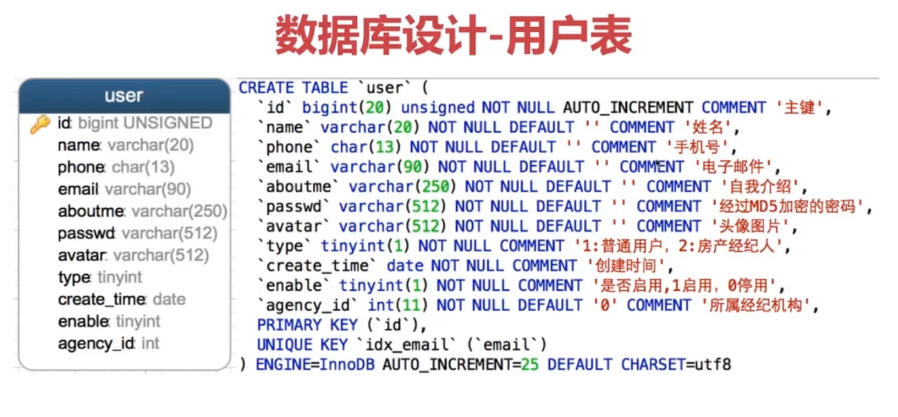 数据库设计-用户表
user
id: bigint UNSIGNED
name: varchar(20)
phone: char(13)
email: varchar(90)
aboutme: varchar(250)
passwd: varchar(512)
avatar: varchar(512)
type: tinyint
create_time: date
enable: tinyint
agency_id: int
CREATE TABLE `user` (
`id` bigint(20) unsigned NOT NULL AUTO_INCREMENT COMMENT '主键',
`name` varchar(20) NOT NULL DEFAULT '' COMMENT '姓名',
`phone` char(13) NOT NULL DEFAULT '' COMMENT '手机号',
`email` varchar(90) NOT NULL DEFAULT '' COMMENT '电子邮件',
`aboutme` varchar(250) NOT NULL DEFAULT '' COMMENT '自我介绍',
`passwd` varchar(512) NOT NULL DEFAULT '' COMMENT '经过MD5加密的密码',
`avatar` varchar(512) NOT NULL DEFAULT '' COMMENT '头像图片',
`type` tinyint(1) NOT NULL COMMENT '1:普通用户，2:房产经纪人',
`create_time` date NOT NULL COMMENT '创建时间',
`enable` tinyint(1) NOT NULL COMMENT '是否启用,1启用，0停用',
`agency_id` int(11) NOT NULL DEFAULT '0' COMMENT '所属经纪机构',
PRIMARY KEY (`id`),
UNIQUE KEY `idx_email` (`email`)
) ENGINE=InnoDB AUTO_INCREMENT=25 DEFAULT CHARSET=utf8